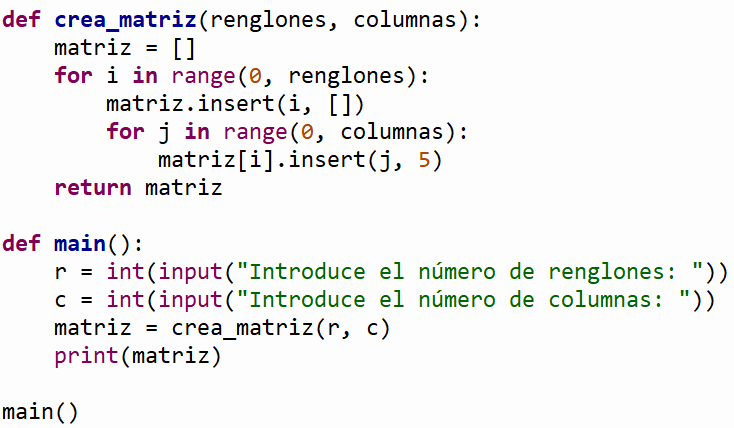 def crea_matriz(renglones, columnas):
    matriz = []
    for i in range(0, renglones):
        matriz.insert(i, [])
        for j in range(0, columnas):
            matriz[i].insert(j, 5)
    return matriz

def main():
    r = int(input("Introduce el número de renglones: "))
    c = int(input("Introduce el número de columnas: "))
    matriz = crea_matriz(r, c)
    print(matriz)

main()